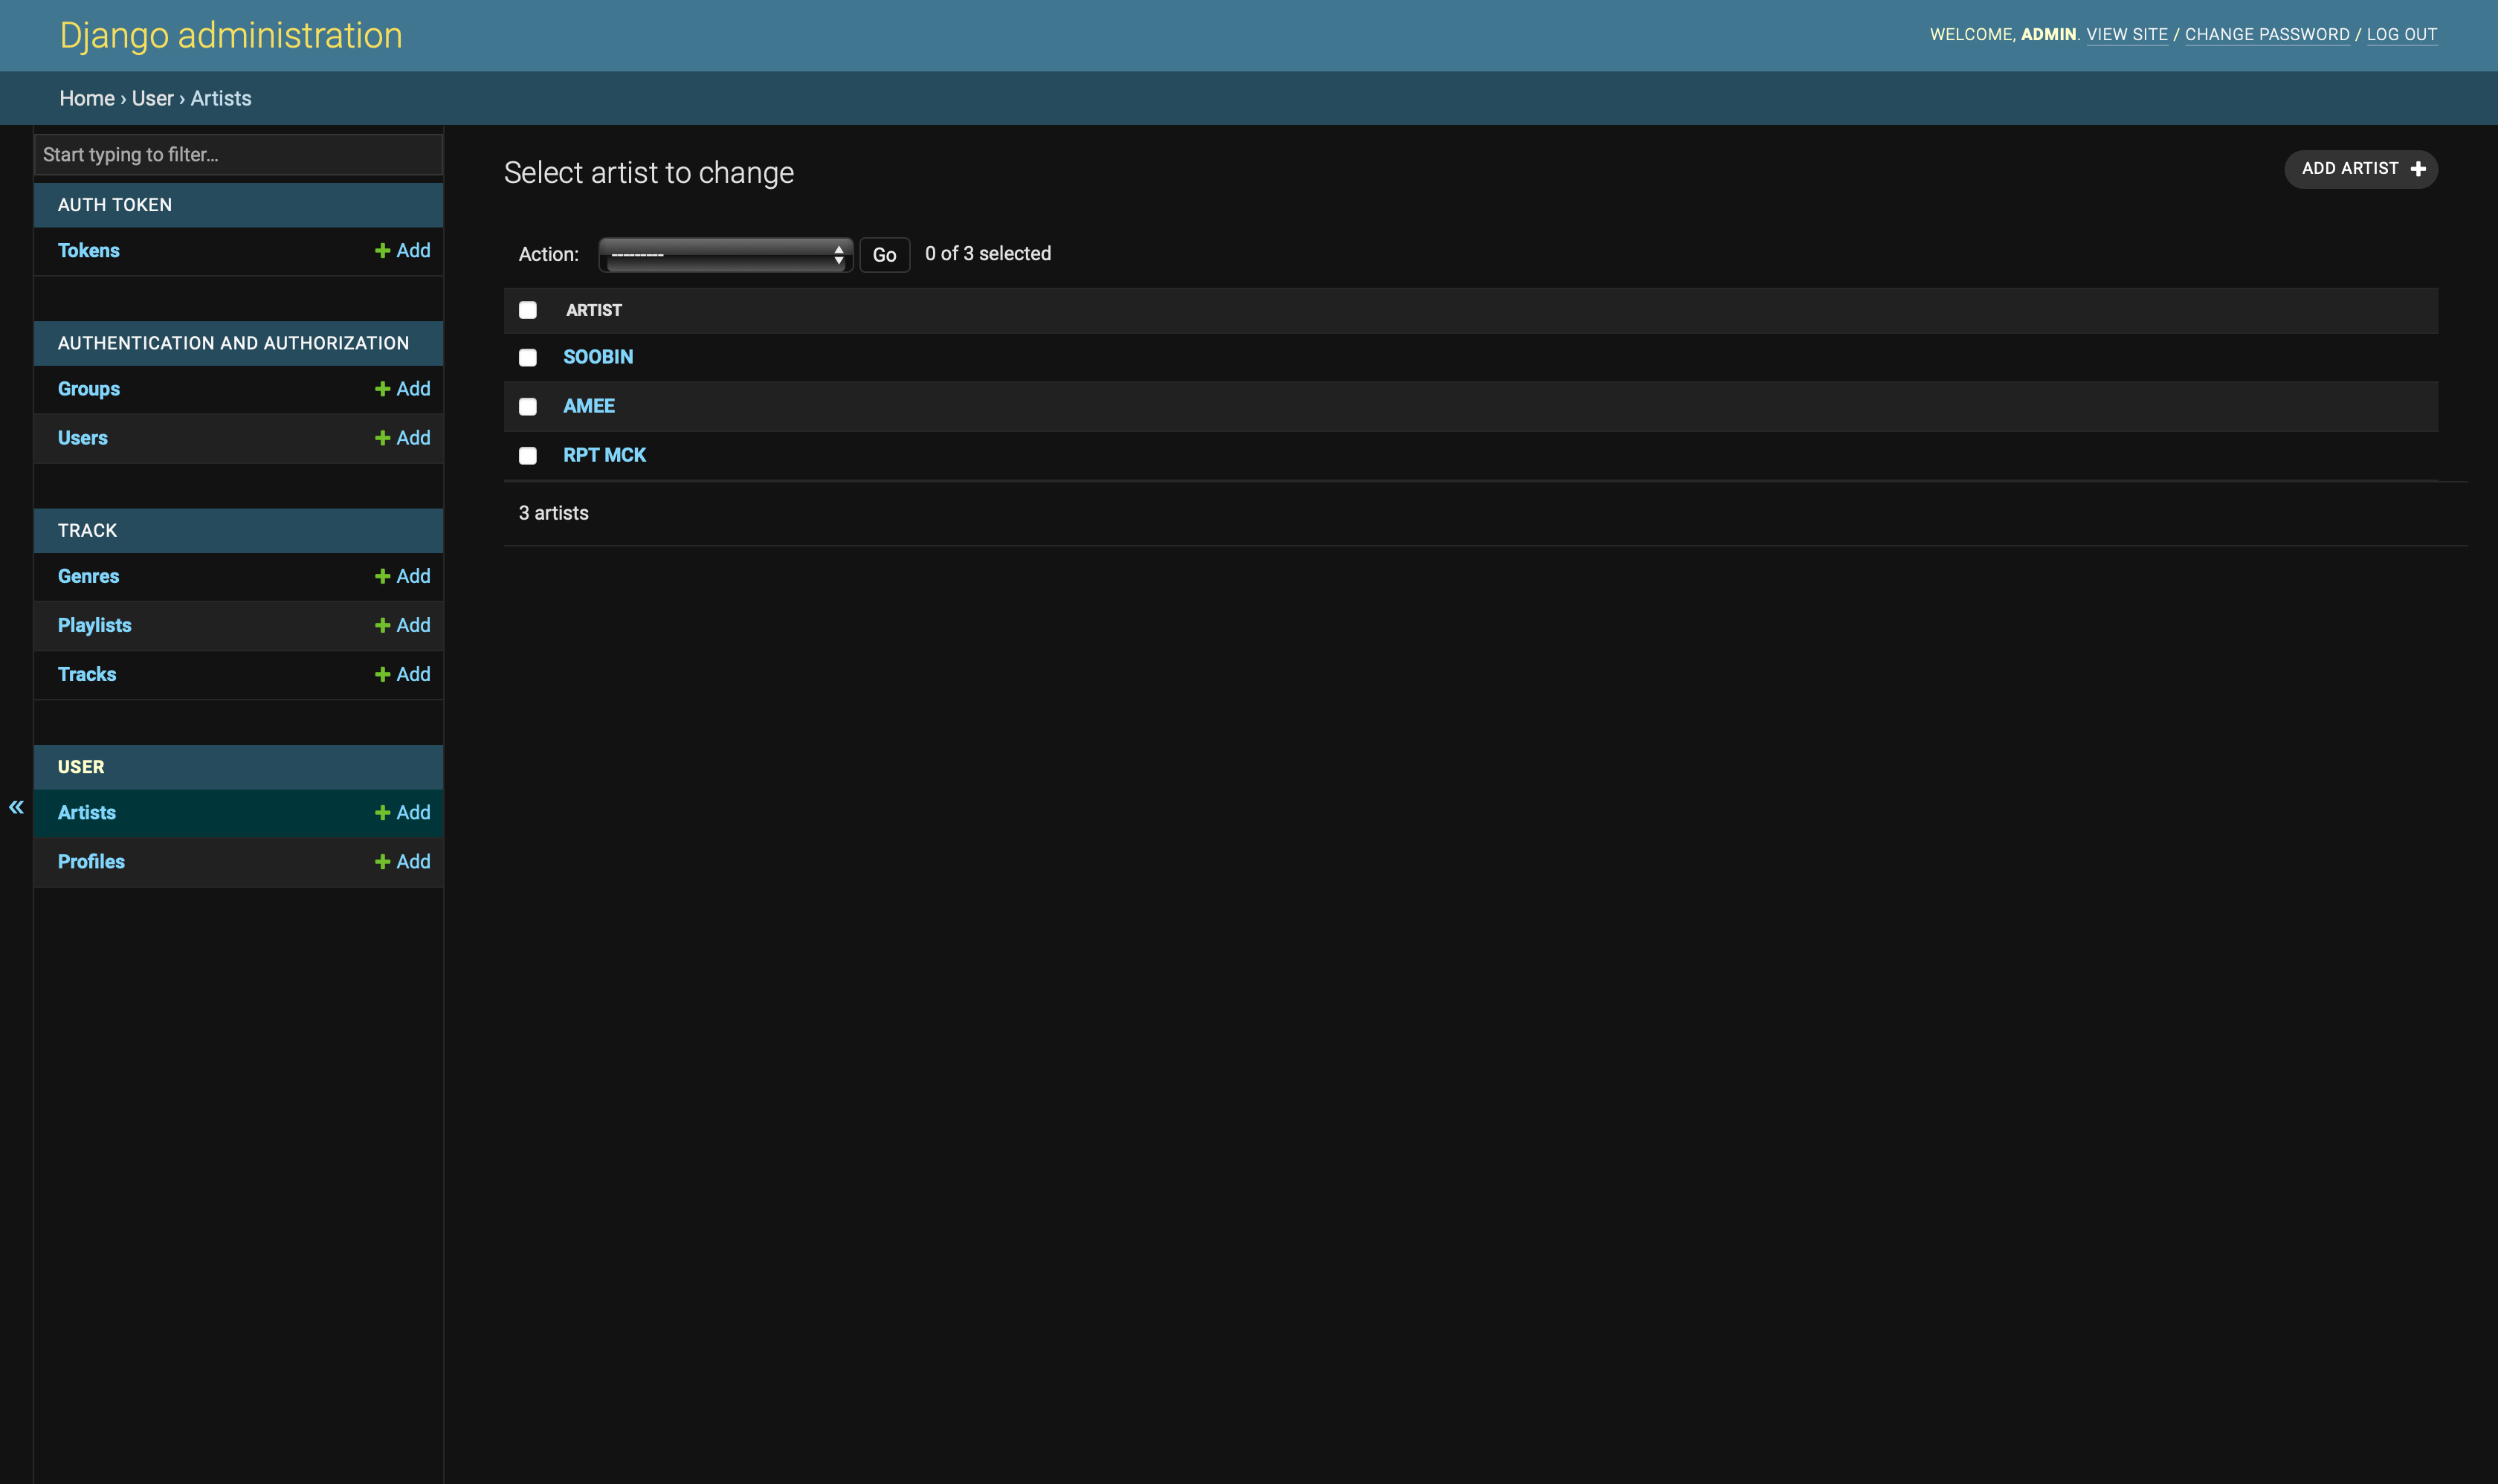 Django administration
WELCOME, ADMIN. VIEW SITE / CHANGE PASSWORD / LOG OUT
Home › User › Artists
Start typing to filter...
AUTH TOKEN
Tokens + Add
AUTHENTICATION AND AUTHORIZATION
Groups + Add
Users + Add
TRACK
Genres + Add
Playlists + Add
Tracks + Add
USER
Artists + Add
Profiles + Add
«
Select artist to change
ADD ARTIST +
Action: --------- Go 0 of 3 selected
ARTIST
SOOBIN
AMEE
RPT MCK
3 artists